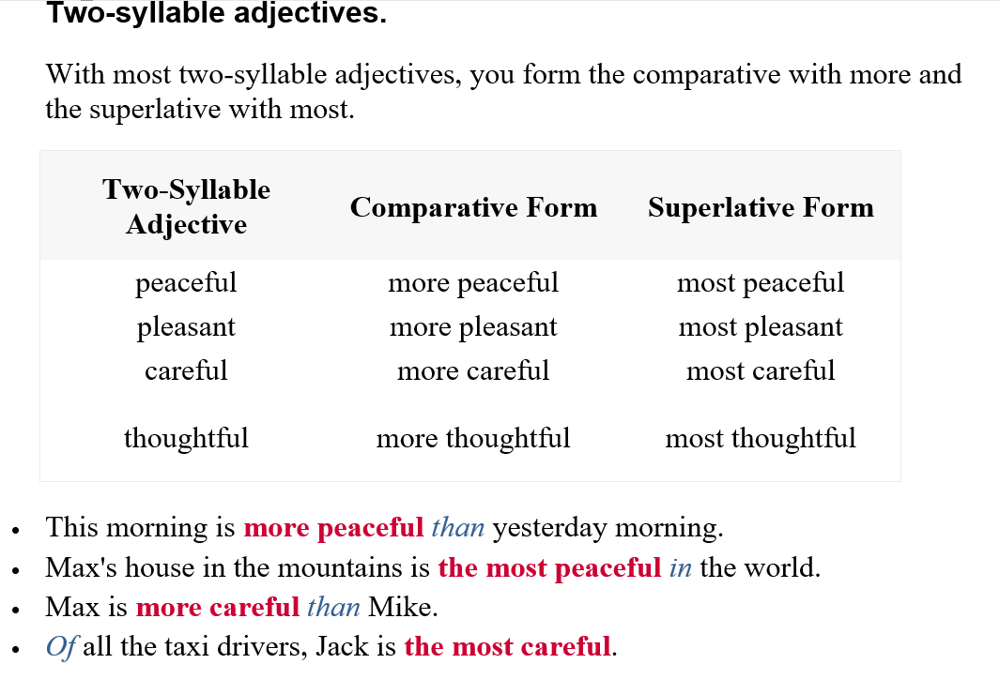 Two-syllable adjectives.
With most two-syllable adjectives, you form the comparative with more and
the superlative with most.
Two-Syllable
Adjective
Comparative Form
Superlative Form
peaceful more peaceful most peaceful
pleasant more pleasant most pleasant
careful more careful most careful
thoughtful more thoughtful most thoughtful
• This morning is more peaceful than yesterday morning.
• Max's house in the mountains is the most peaceful in the world.
• Max is more careful than Mike.
• Of all the taxi drivers, Jack is the most careful.